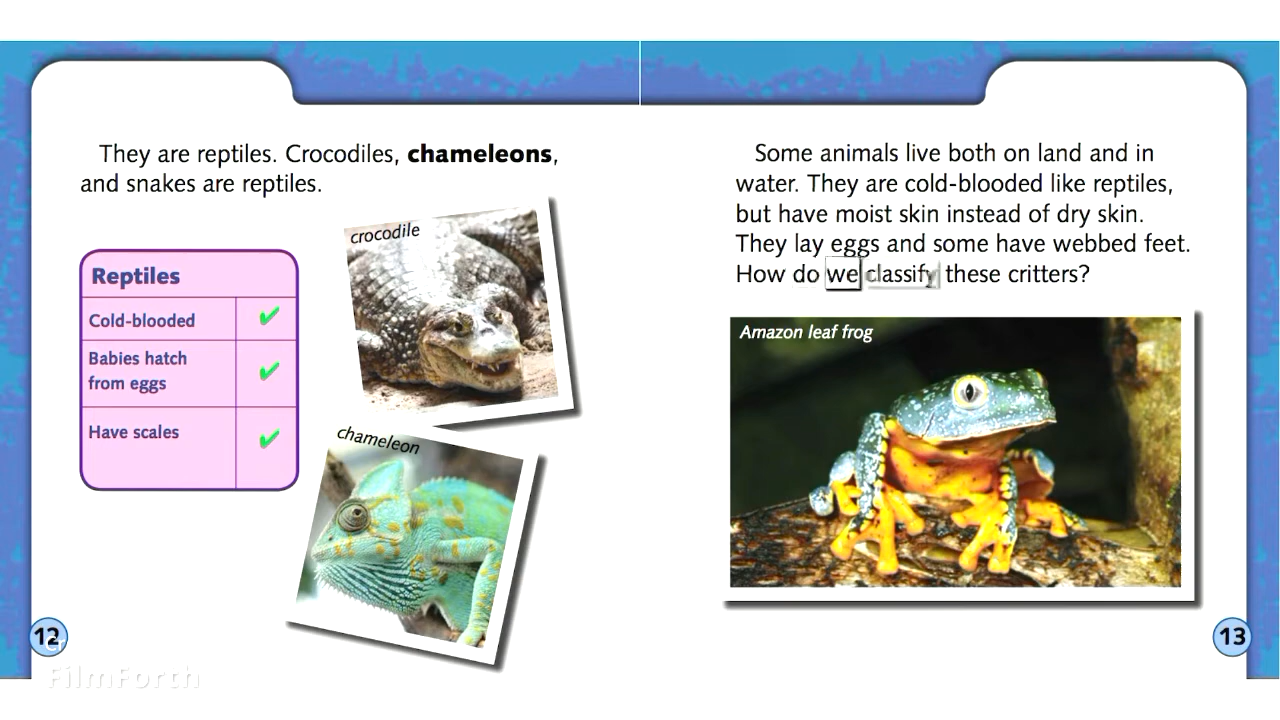 They are reptiles. Crocodiles, chameleons,
and snakes are reptiles.
Reptiles
Cold-blooded ✓
Babies hatch
from eggs ✓
Have scales ✓
crocodile
chameleon
12
FilmForth
Some animals live both on land and in
water. They are cold-blooded like reptiles,
but have moist skin instead of dry skin.
They lay eggs and some have webbed feet.
How do we classify these critters?
Amazon leaf frog
13